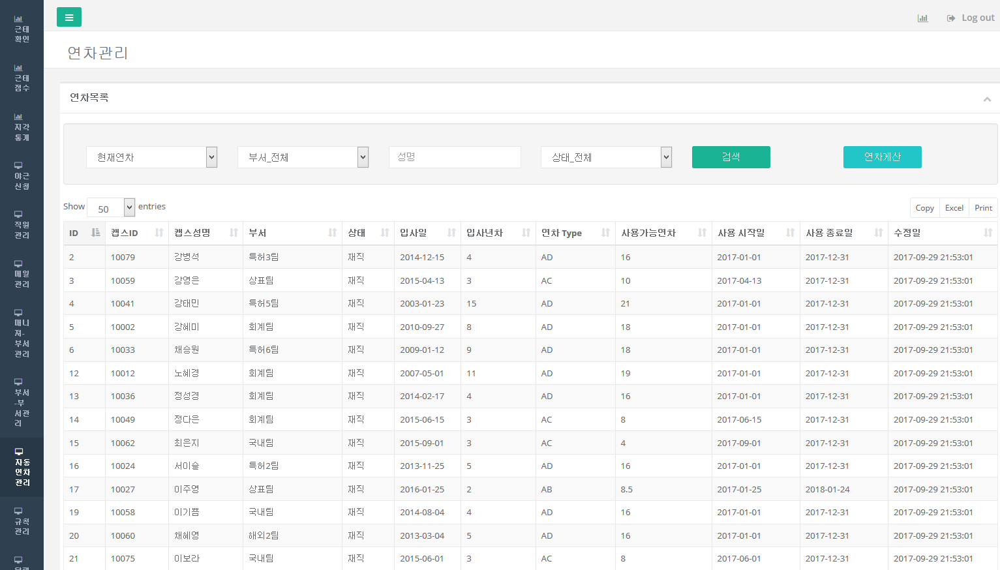 근태
확인
근태
점수
지각
통계
야근
신청
직원
관리
메일
관리
매니
저-
부서
관리
부서
-부
서관
리
자동
연차
관리
규칙
관리
Log out
연차관리
연차목록
현재연차 부서_전체 성명 상태_전체 검색 연차계산
Show 50 entries Copy Excel Print
ID 캡스ID 캡스성명 부서 상태 입사일 입사년차 연차 Type 사용가능연차 사용 시작일 사용 종료일 수정일
2 10079 강병석 특허3팀 재직 2014-12-15 4 AD 16 2017-01-01 2017-12-31 2017-09-29 21:53:01
3 10059 강영은 상표팀 재직 2015-04-13 3 AC 10 2017-04-13 2017-12-31 2017-09-29 21:53:01
4 10041 강태민 특허5팀 재직 2003-01-23 15 AD 21 2017-01-01 2017-12-31 2017-09-29 21:53:01
5 10002 강혜미 회계팀 재직 2010-09-27 8 AD 18 2017-01-01 2017-12-31 2017-09-29 21:53:01
6 10033 채승원 특허6팀 재직 2009-01-12 9 AD 18 2017-01-01 2017-12-31 2017-09-29 21:53:01
12 10012 노혜경 회계팀 재직 2007-05-01 11 AD 19 2017-01-01 2017-12-31 2017-09-29 21:53:01
13 10036 정성경 회계팀 재직 2014-02-17 4 AD 16 2017-01-01 2017-12-31 2017-09-29 21:53:01
14 10049 정다은 회계팀 재직 2015-06-15 3 AC 8 2017-06-15 2017-12-31 2017-09-29 21:53:01
15 10062 최은지 국내팀 재직 2015-09-01 3 AC 4 2017-09-01 2017-12-31 2017-09-29 21:53:01
16 10024 서이슬 특허2팀 재직 2013-11-25 5 AD 16 2017-01-01 2017-12-31 2017-09-29 21:53:01
17 10027 이주영 상표팀 재직 2016-01-25 2 AB 8.5 2017-01-25 2018-01-24 2017-09-29 21:53:01
19 10058 이기쁨 국내팀 재직 2014-08-04 4 AD 16 2017-01-01 2017-12-31 2017-09-29 21:53:01
20 10060 채혜영 해외2팀 재직 2013-03-04 5 AD 16 2017-01-01 2017-12-31 2017-09-29 21:53:01
21 10075 이보라 국내팀 재직 2015-06-01 3 AC 8 2017-06-01 2017-12-31 2017-09-29 21:53:01